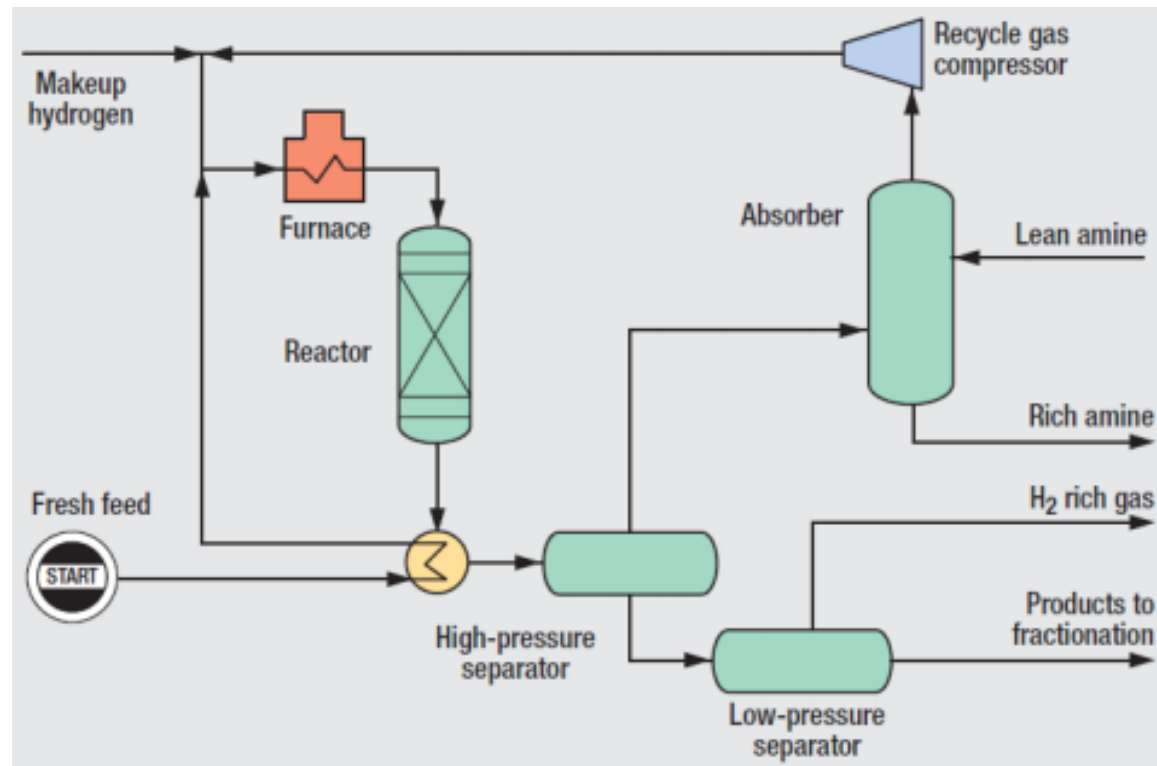 Recycle gas
compressor
Makeup
hydrogen
Absorber
Furnace
Lean amine
Reactor
Rich amine
Fresh feed
H₂ rich gas
START
Products to
fractionation
High-pressure
separator
Low-pressure
separator